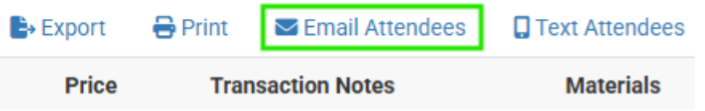 Export Print Email Attendees Text Attendees
Price Transaction Notes Materials